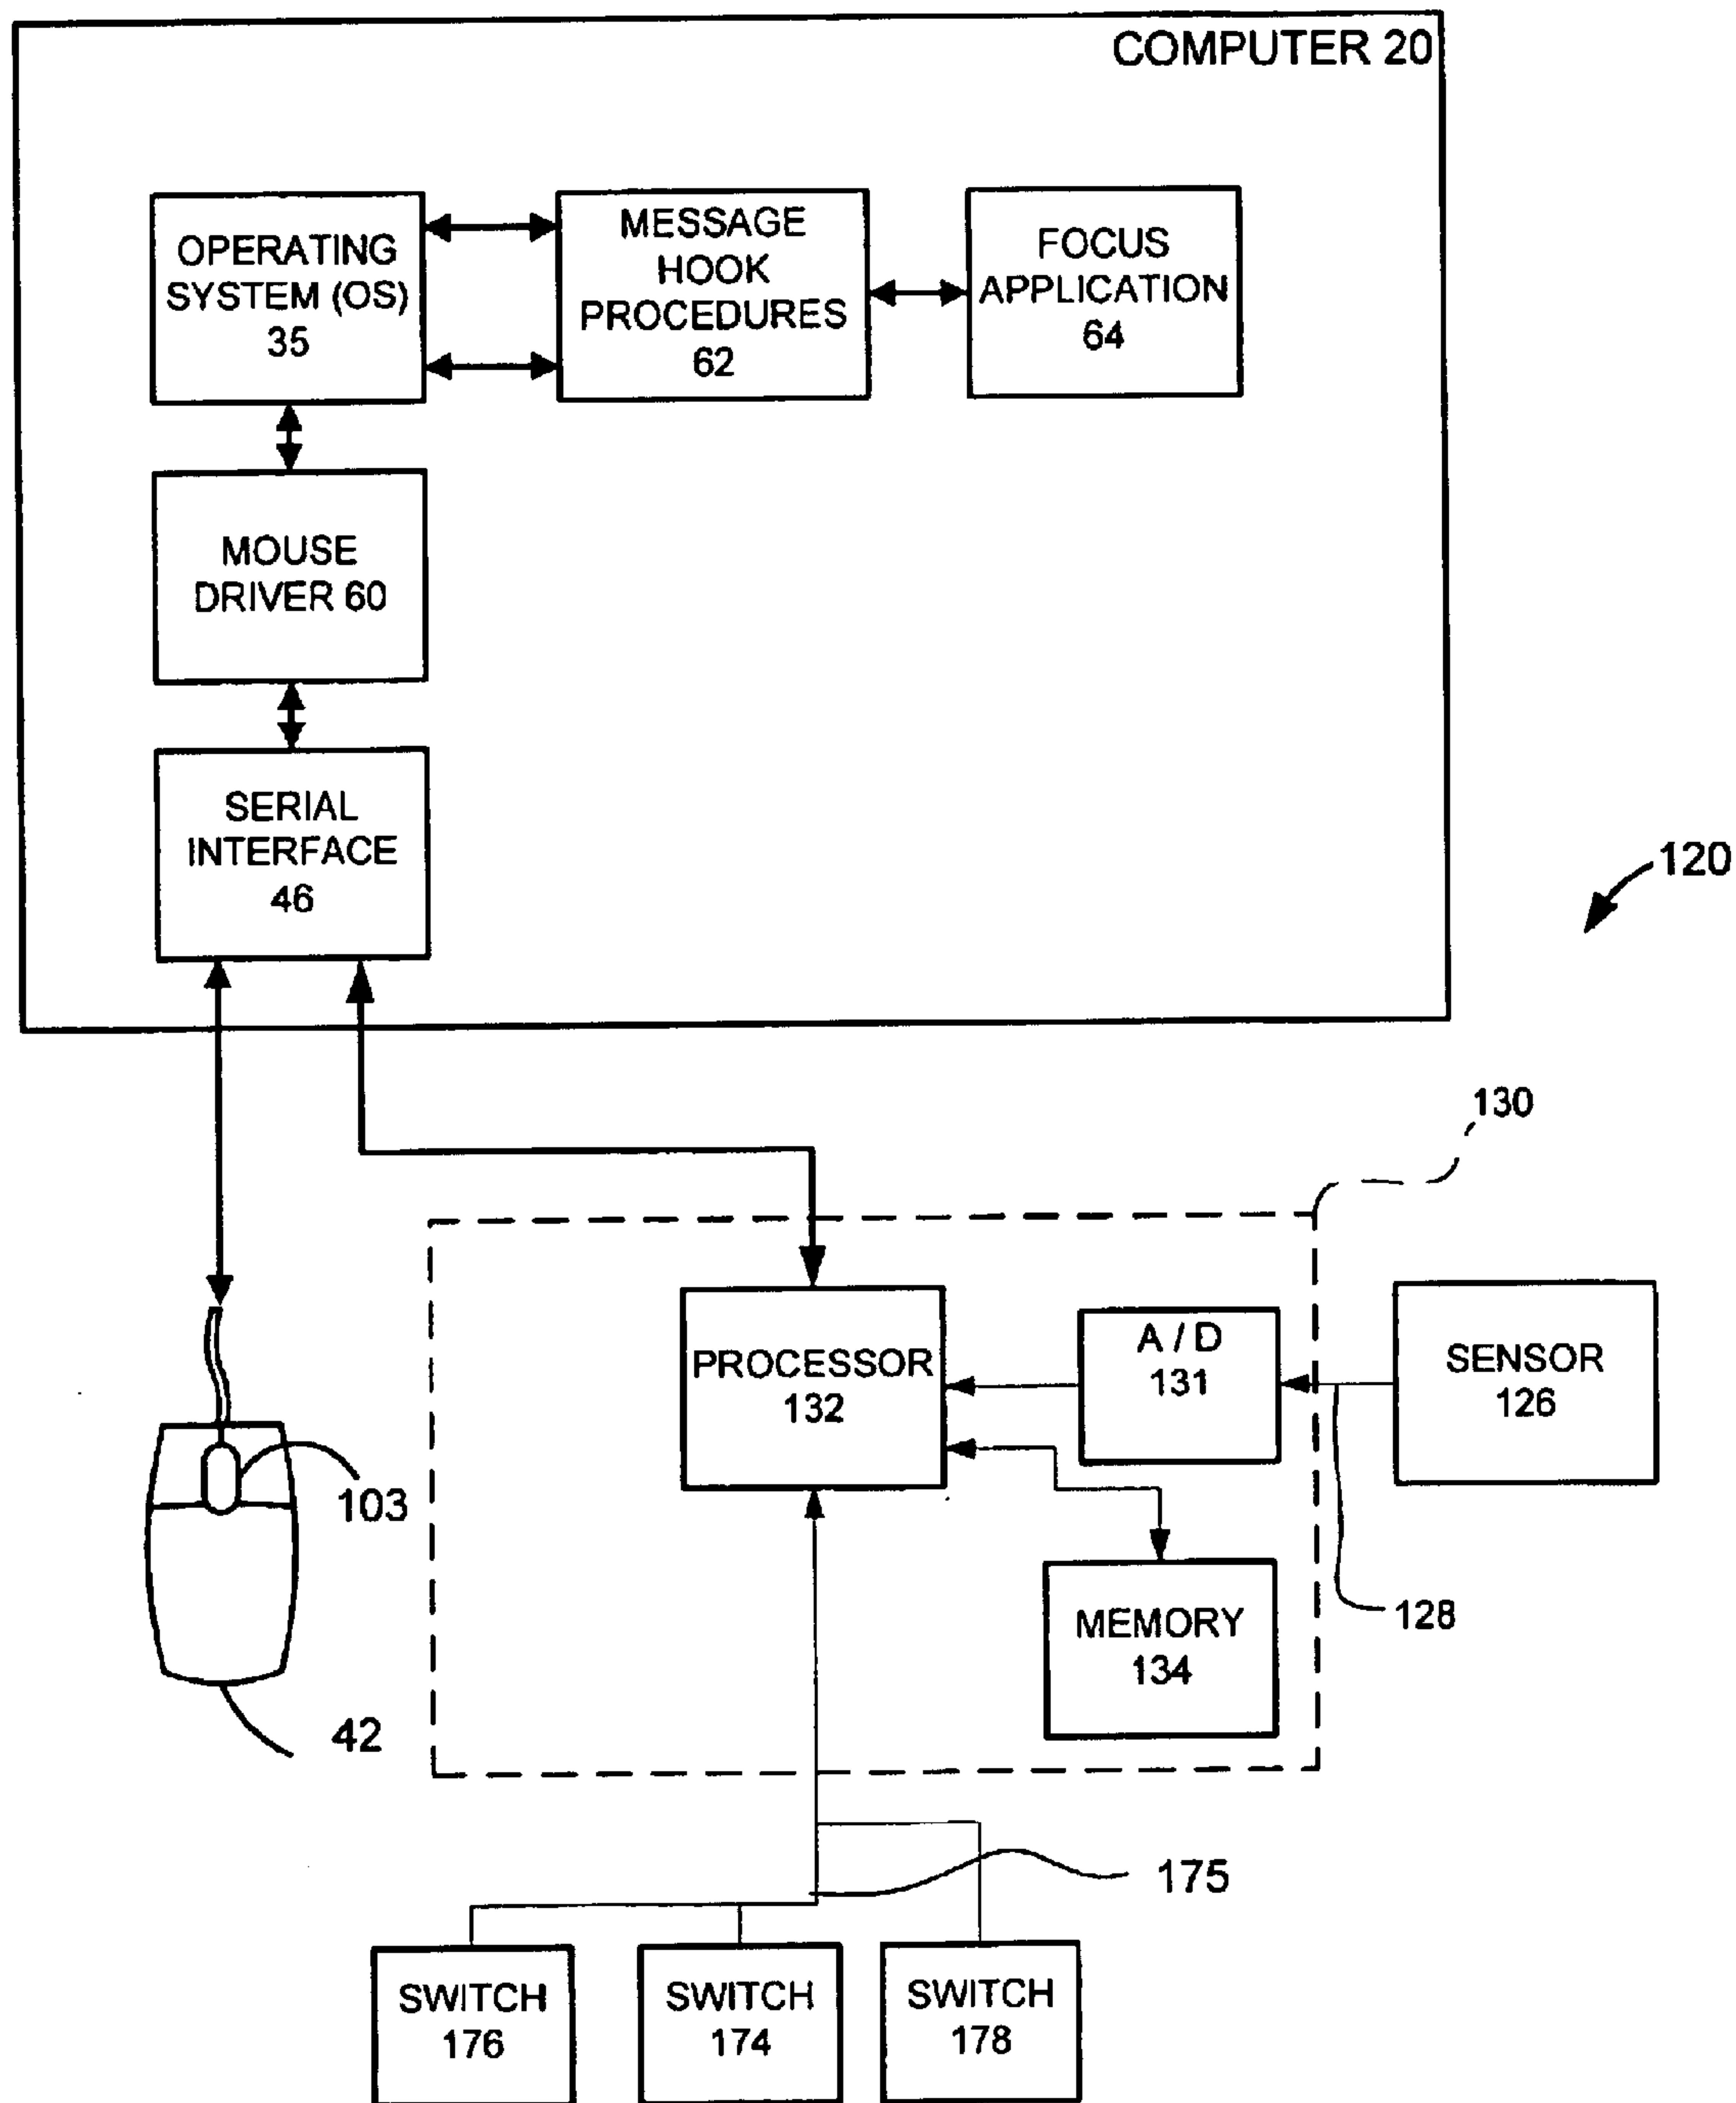 COMPUTER 20
OPERATING
SYSTEM (OS)
35
MESSAGE
HOOK
PROCEDURES
62
FOCUS
APPLICATION
64
MOUSE
DRIVER 60
SERIAL
INTERFACE
46
120
130
PROCESSOR
132
A / D
131
SENSOR
126
103
128
MEMORY
134
42
175
SWITCH
176
SWITCH
174
SWITCH
178